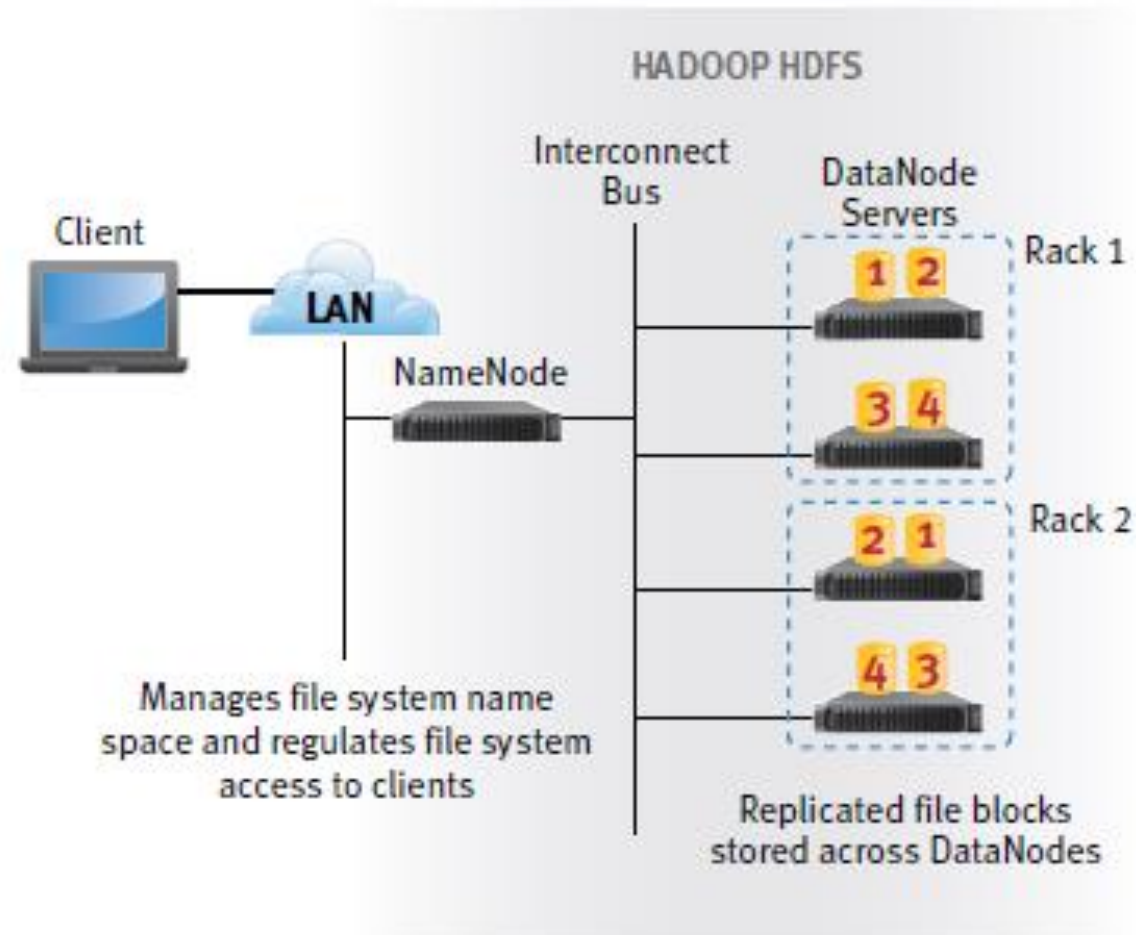 HADOOP HDFS
Interconnect
Bus
DataNode
Servers
Client
Rack 1
1 2
LAN
NameNode
3 4
Rack 2
2 1
4 3
Manages file system name
space and regulates file system
access to clients
Replicated file blocks
stored across DataNodes